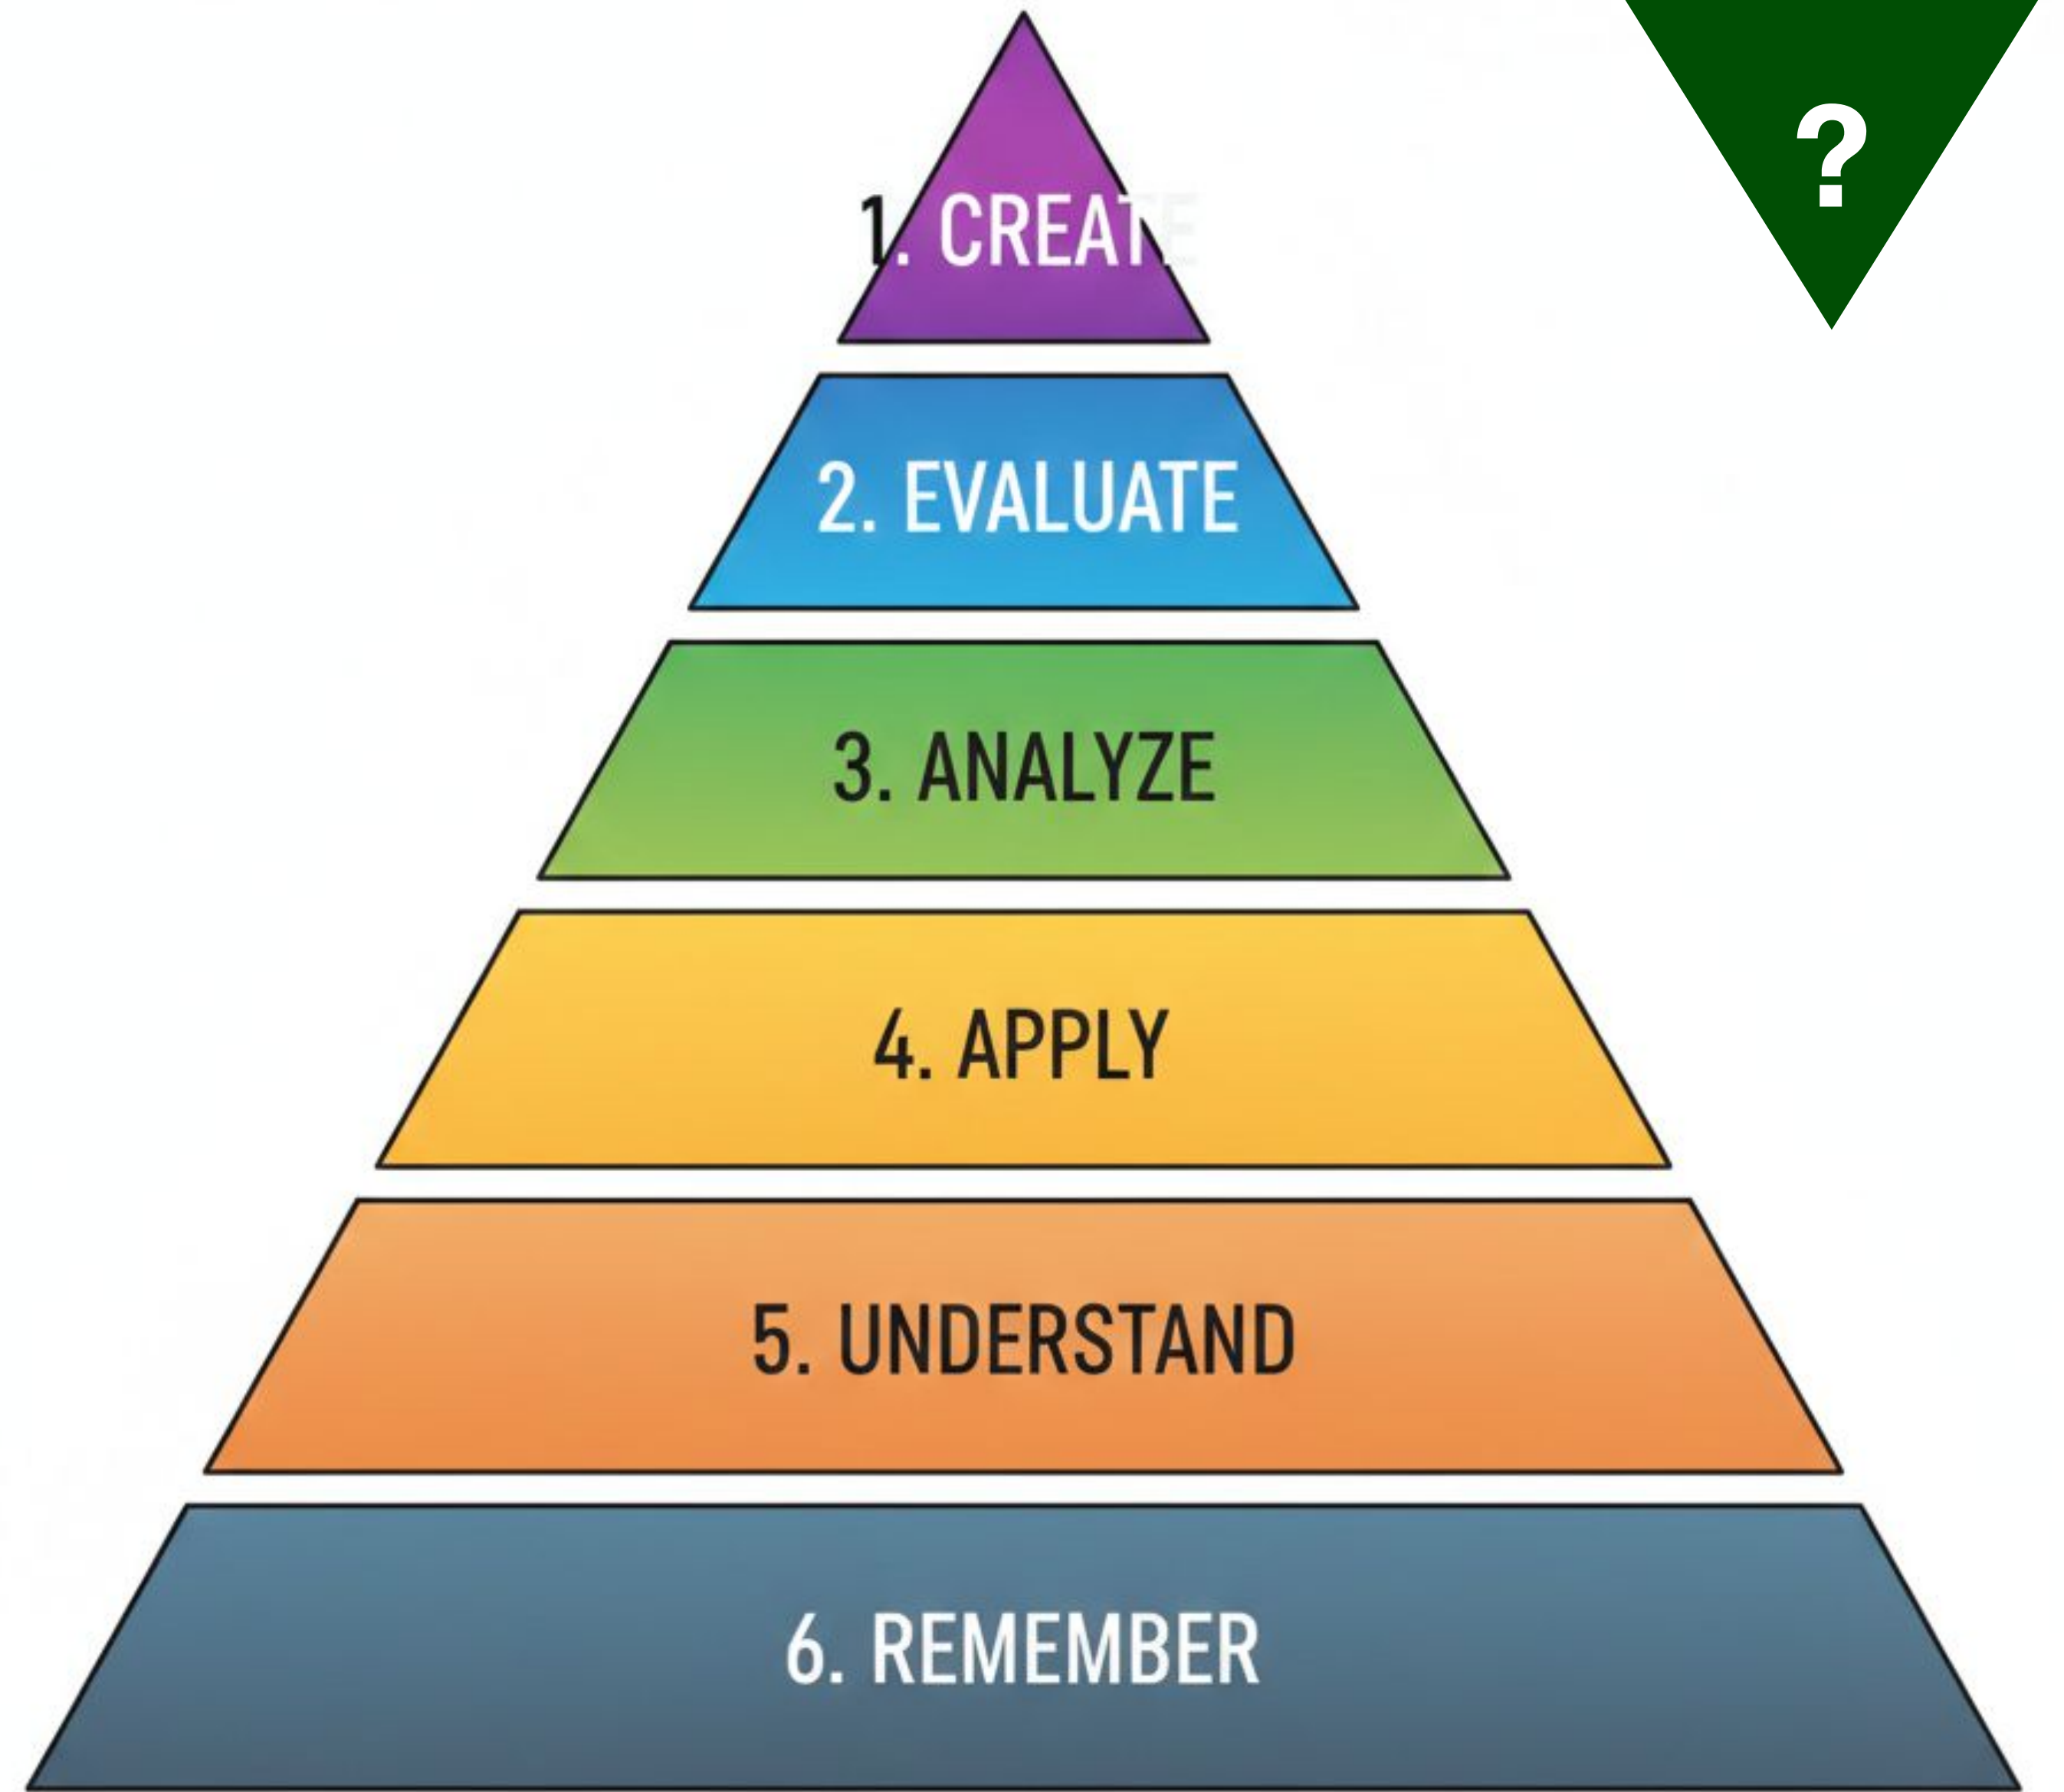 ?
1. CREATE
2. EVALUATE
3. ANALYZE
4. APPLY
5. UNDERSTAND
6. REMEMBER